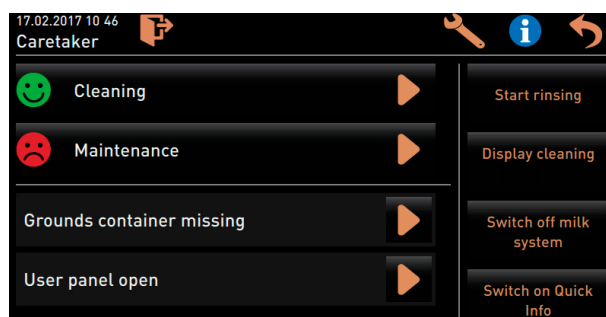 17.02.2017 10 46
Caretaker
i
Cleaning
Maintenance
Grounds container missing
User panel open
Start rinsing
Display cleaning
Switch off milk
system
Switch on Quick
Info